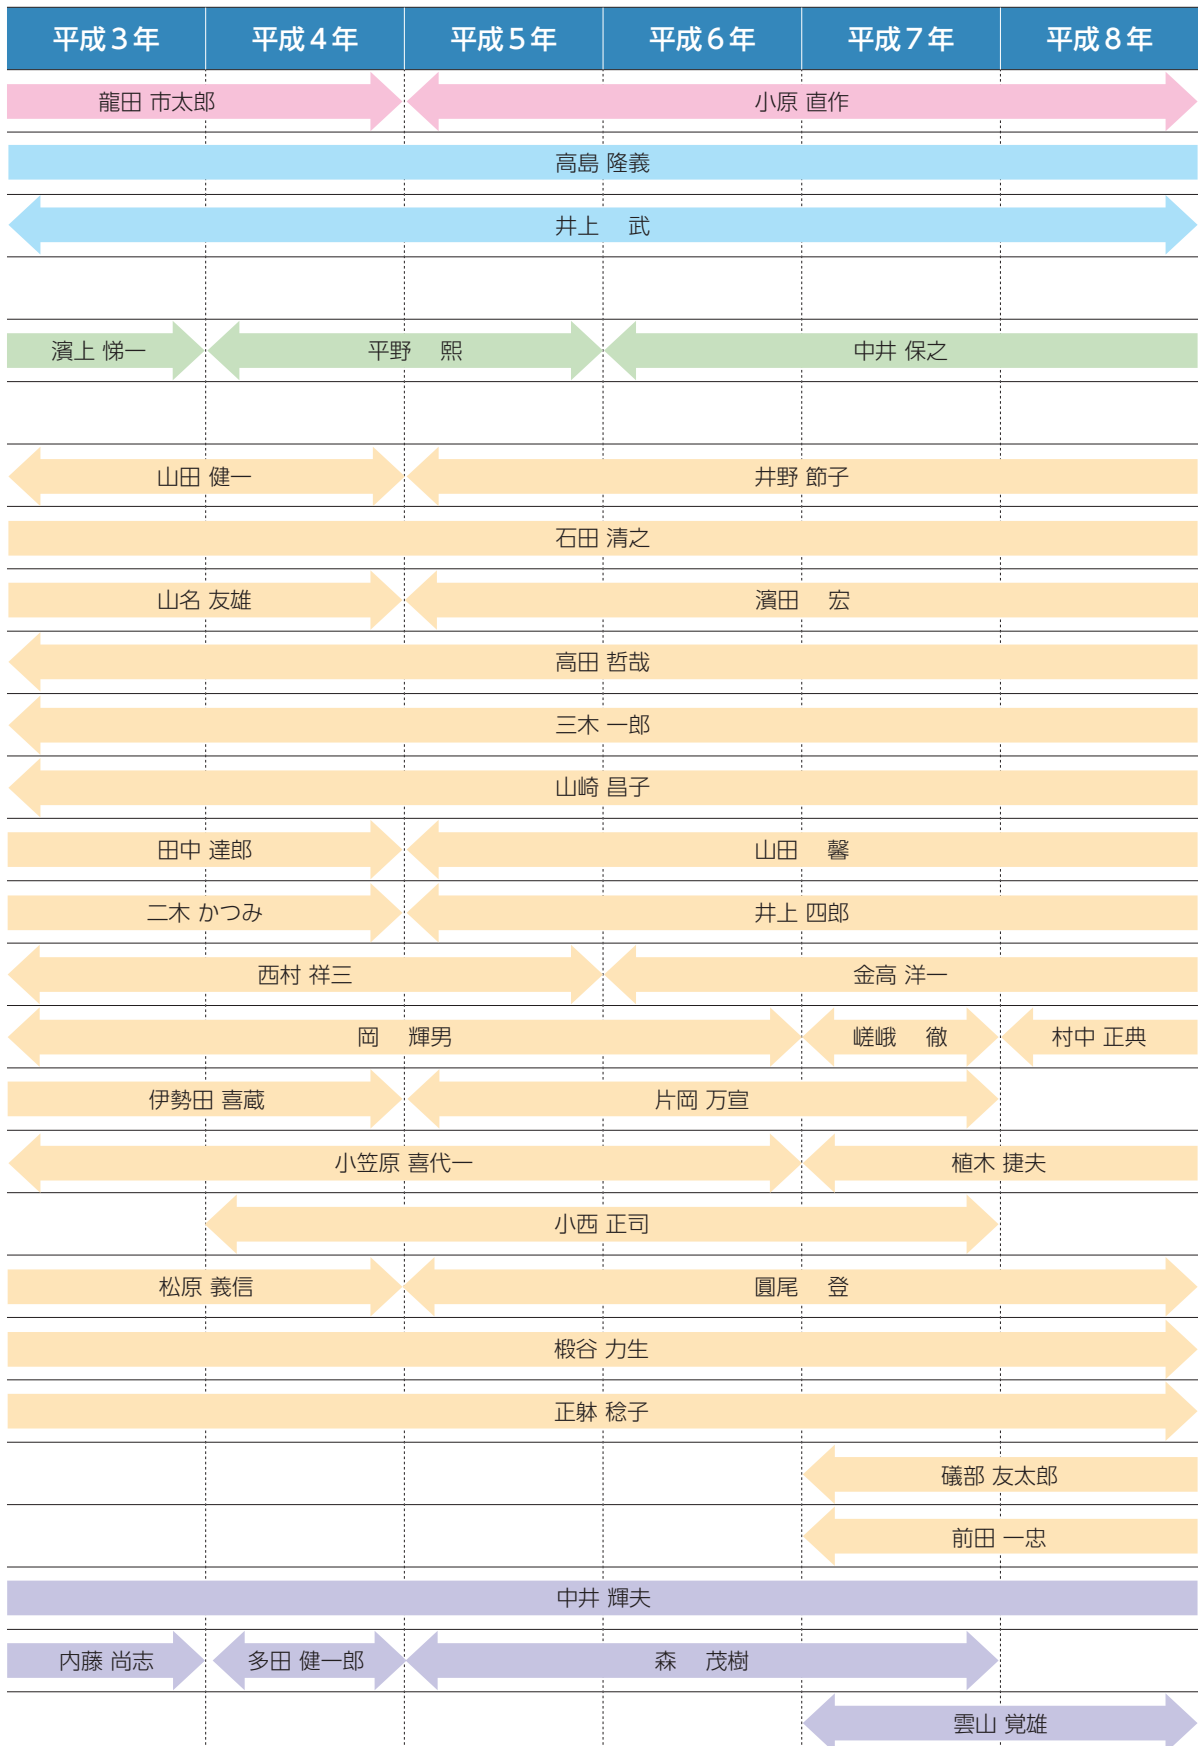 平成3年 平成4年 平成5年 平成6年 平成7年 平成8年
龍田 市太郎 小原 直作
高島 隆義
井上 武
濱上 悌一 平野 熙 中井 保之
山田 健一 井野 節子
石田 清之
山名 友雄 濱田 宏
高田 哲哉
三木 一郎
山崎 昌子
田中 達郎 山田 馨
二木 かつみ 井上 四郎
西村 祥三 金高 洋一
岡 輝男 嵯峨 徹 村中 正典
伊勢田 喜蔵 片岡 万宣
小笠原 喜代一 植木 捷夫
小西 正司
松原 義信 圓尾 登
椴谷 力生
正躰 稔子
礒部 友太郎
前田 一忠
中井 輝夫
内藤 尚志 多田 健一郎 森 茂樹
雲山 覚雄